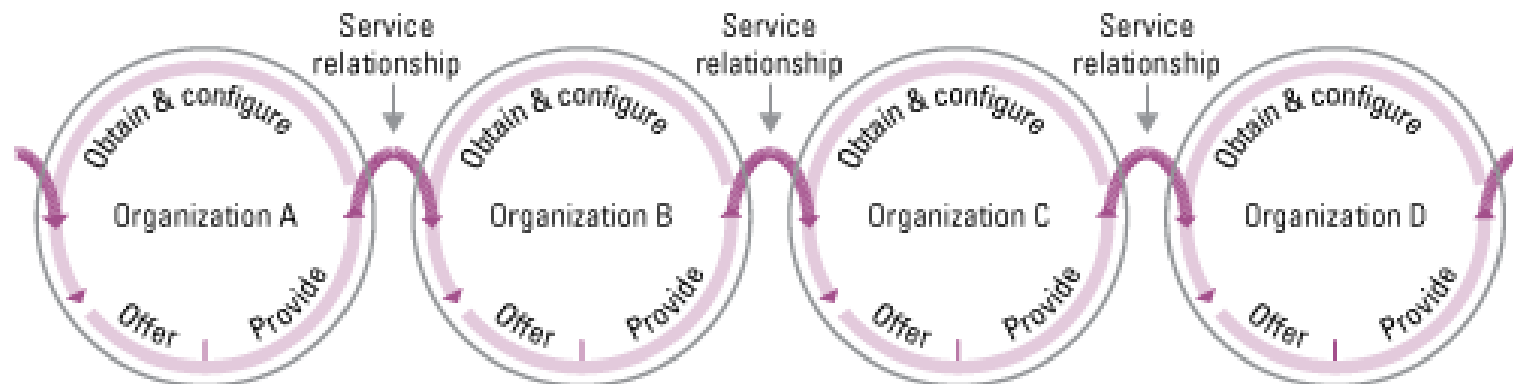 Service
relationship
Service
relationship
Service
relationship
Obtain & configure
Organization A
Offer
Provide
Obtain & configure
Organization B
Offer
Provide
Obtain & configure
Organization C
Offer
Provide
Obtain & configure
Organization D
Offer
Provide